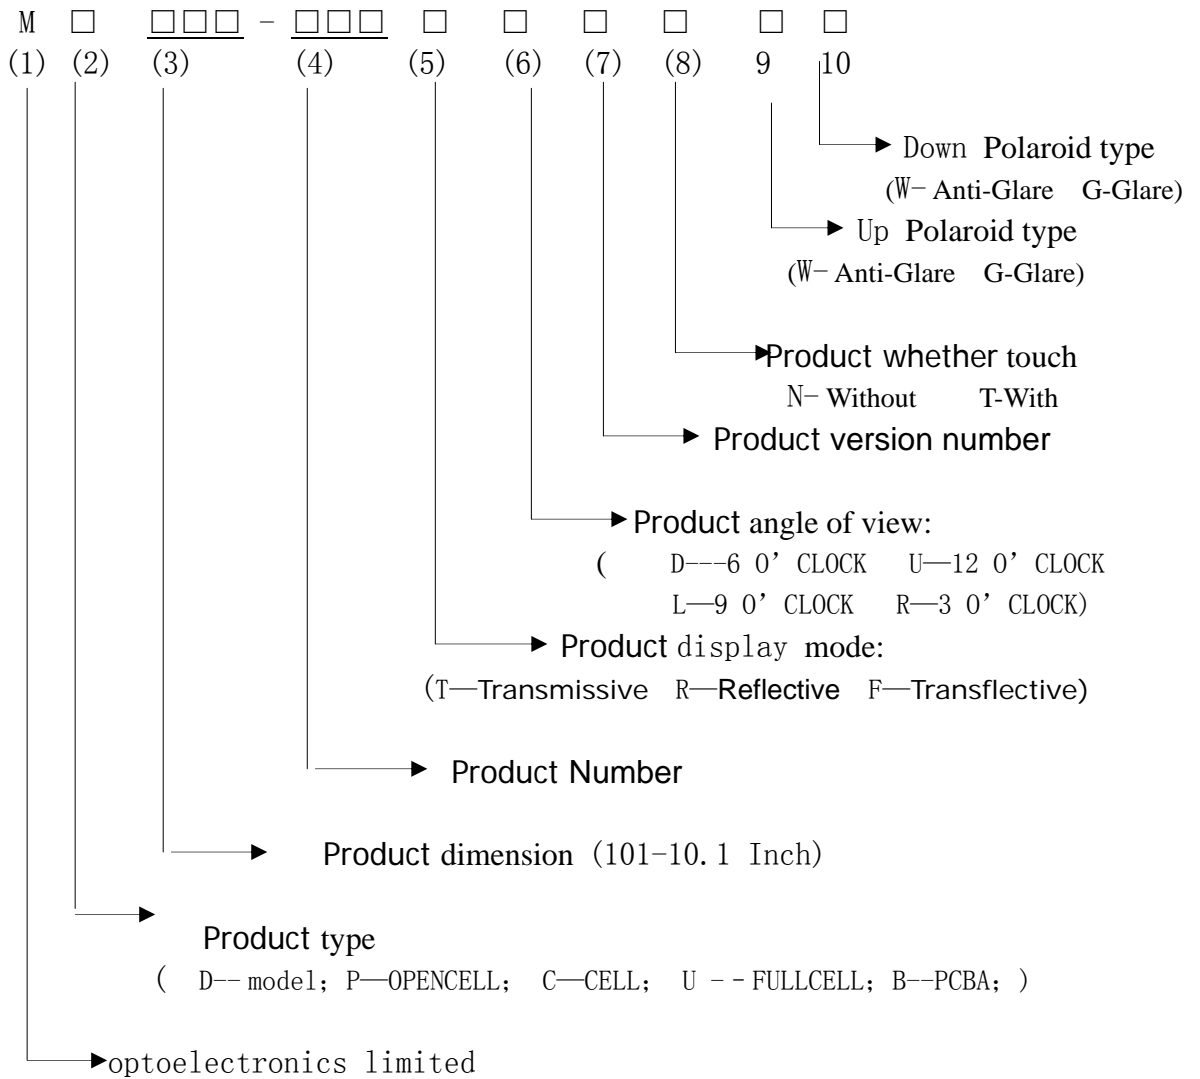 M □ □□□ - □□□ □ □ □ □ □ □
(1) (2) (3) (4) (5) (6) (7) (8) 9 10
Down Polaroid type
(W- Anti-Glare G-Glare)
Up Polaroid type
(W- Anti-Glare G-Glare)
Product whether touch
N- Without T-With
Product version number
Product angle of view:
( D---6 O’ CLOCK U—12 O’ CLOCK
L—9 O’ CLOCK R—3 O’ CLOCK)
Product display mode:
(T—Transmissive R—Reflective F—Transflective)
Product Number
Product dimension (101-10.1 Inch)
Product type
( D--model; P—OPENCELL; C—CELL; U --FULLCELL; B--PCBA; )
optoelectronics limited